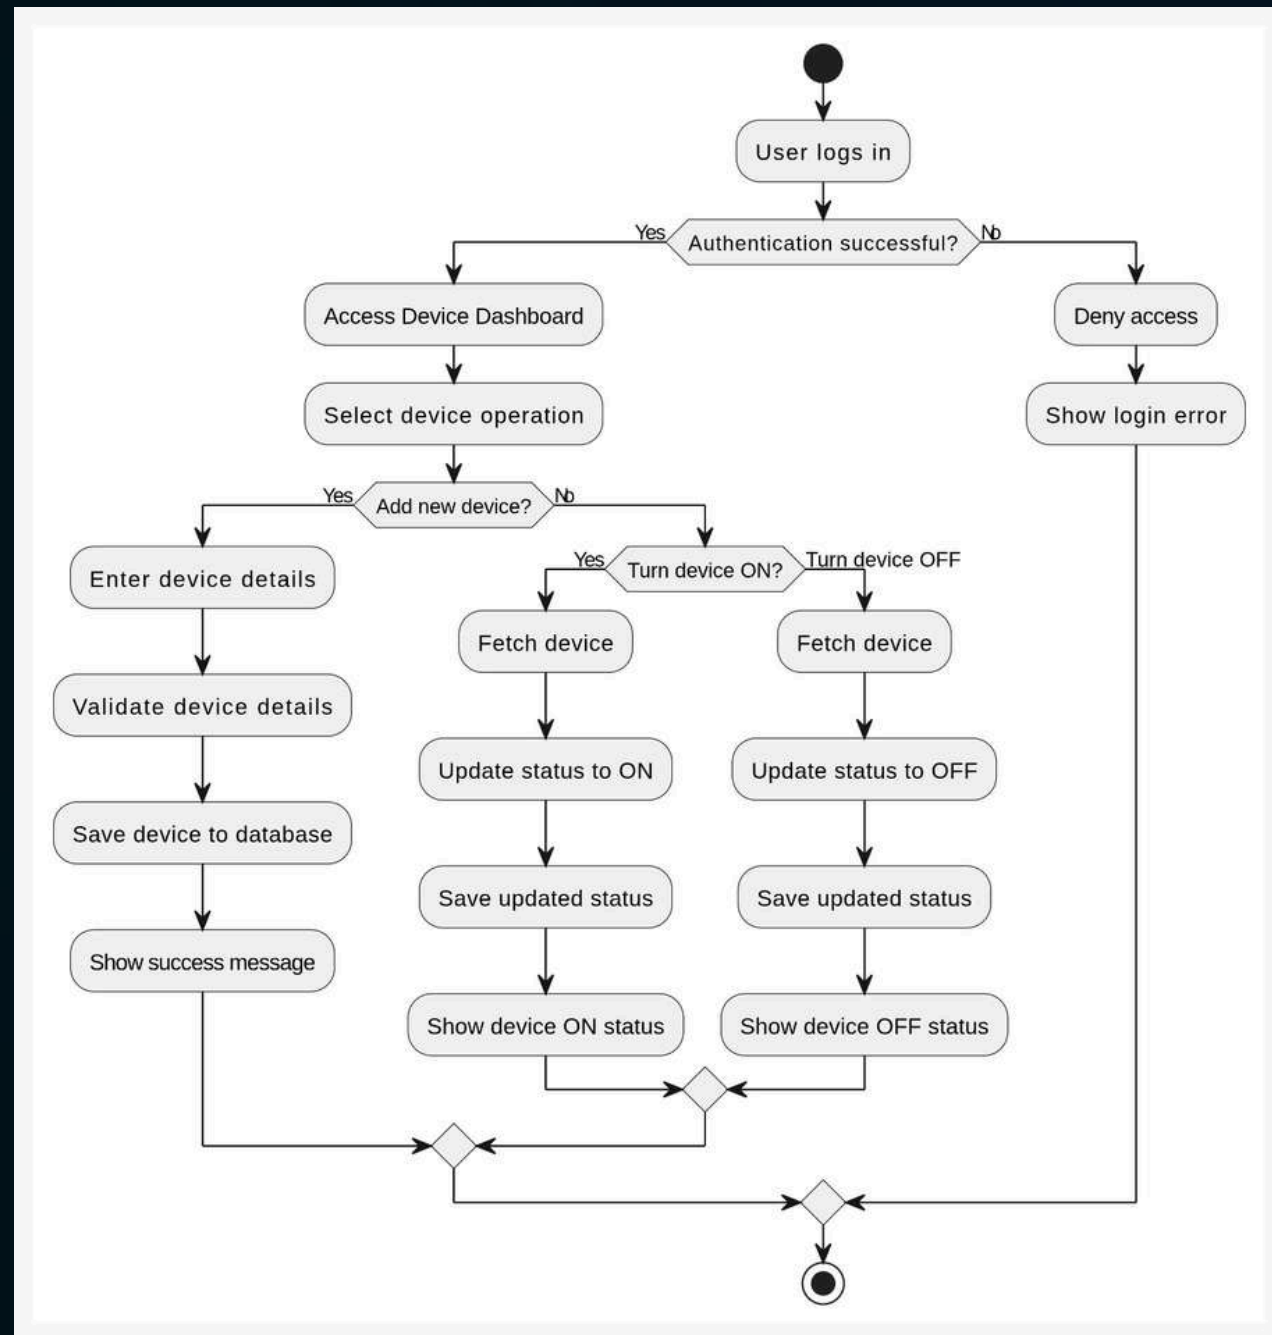 User logs in
Yes
Authentication successful?
No
Access Device Dashboard
Deny access
Select device operation
Show login error
Yes
Add new device?
No
Yes
Turn device ON?
Turn device OFF
Enter device details
Fetch device
Fetch device
Validate device details
Update status to ON
Update status to OFF
Save device to database
Save updated status
Save updated status
Show success message
Show device ON status
Show device OFF status